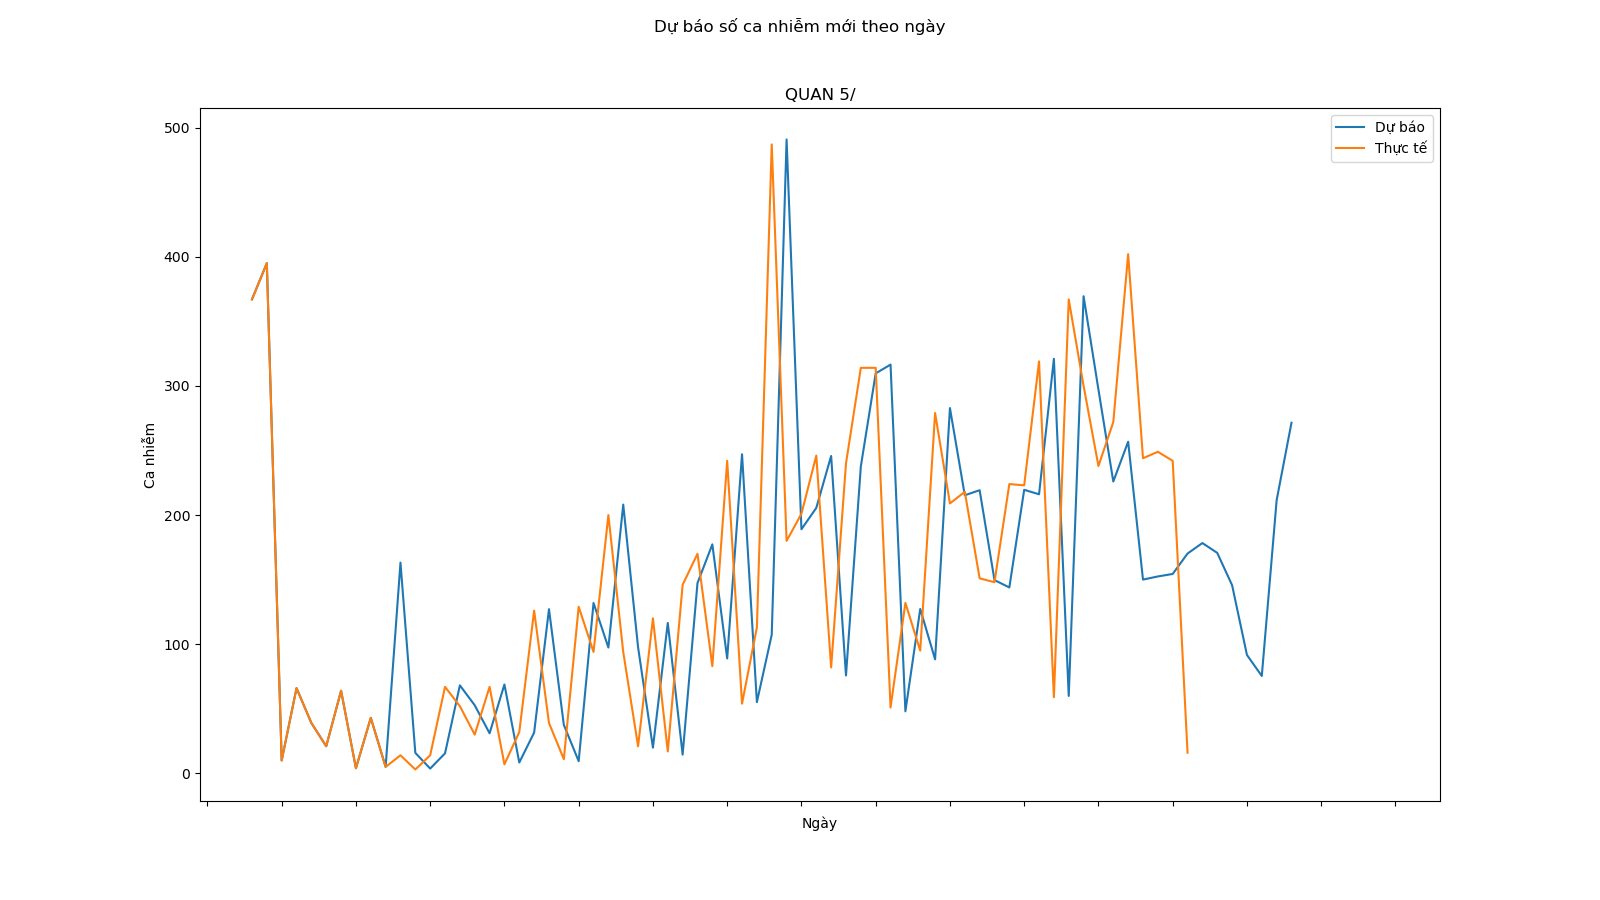 Dự báo số ca nhiễm mới theo ngày
QUAN 5/
Dự báo
Thực tế
500
400
300
200
100
0
Ca nhiễm
Ngày